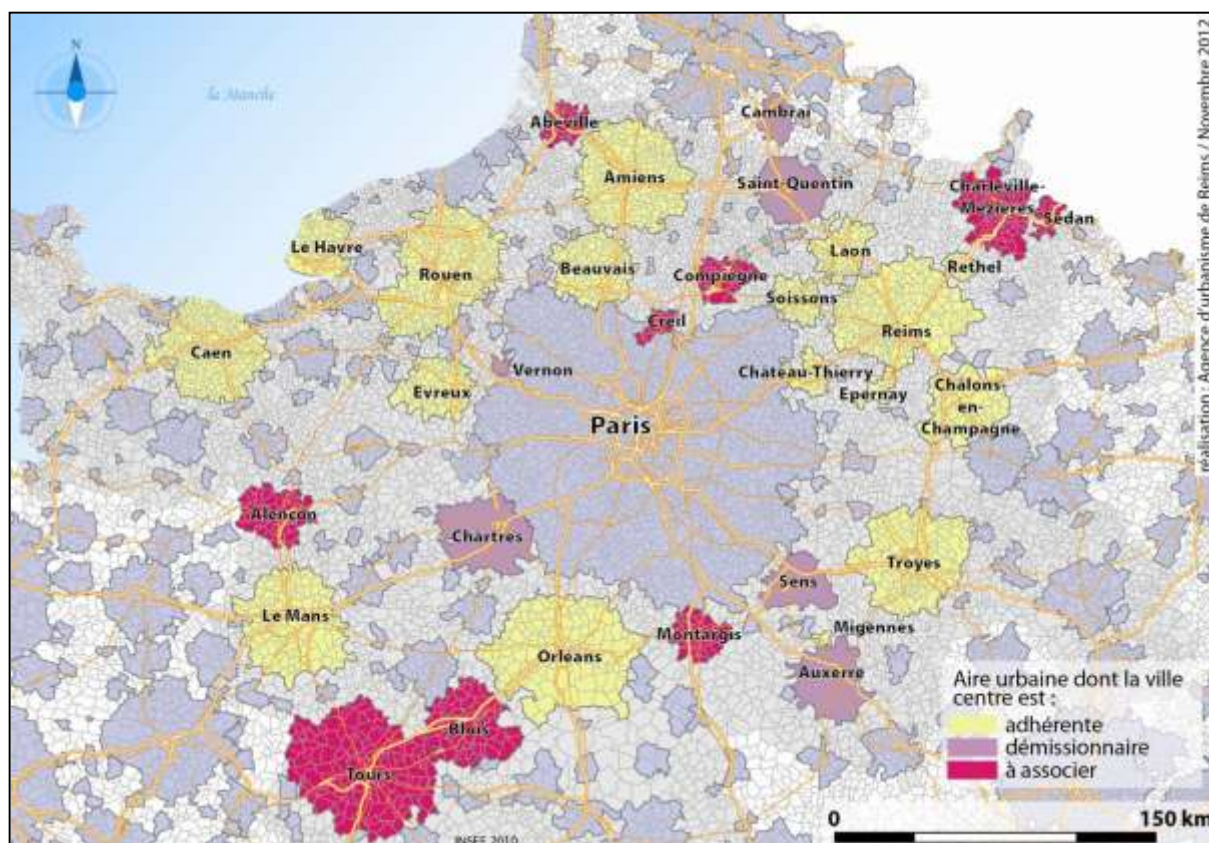 N
la Manche
Abeville
Cambrai
Amiens
Saint-Quentin
Charleville-
Mezieres
Sedan
Le Havre
Rouen
Beauvais
Compiegne
Laon
Rethel
Soissons
Creil
Reims
Caen
Vernon
Evreux
Chateau-Thierry
Epernay
Chalons-
en-
Champagne
Paris
Alencon
Chartres
Sens
Troyes
Le Mans
Orleans
Montargis
Migennes
Auxerre
Blois
Tours
Aire urbaine dont la ville
centre est :
adhérente
démissionnaire
à associer
0
150 km
INSEE 2010
réalisation : Agence d'urbanisme de Reims / Novembre 2012